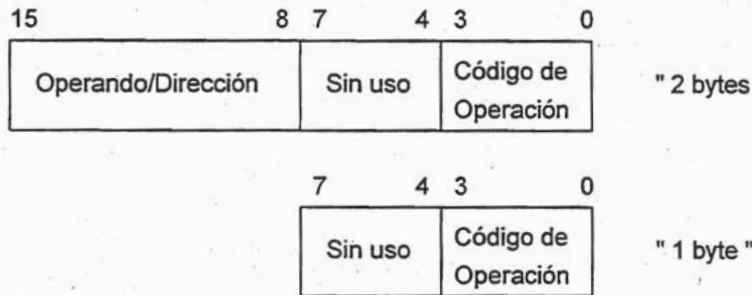 15 8 7 4 3 0
Operando/Dirección Sin uso Código de
Operación
" 2 bytes
7 4 3 0
Sin uso Código de
Operación
" 1 byte "